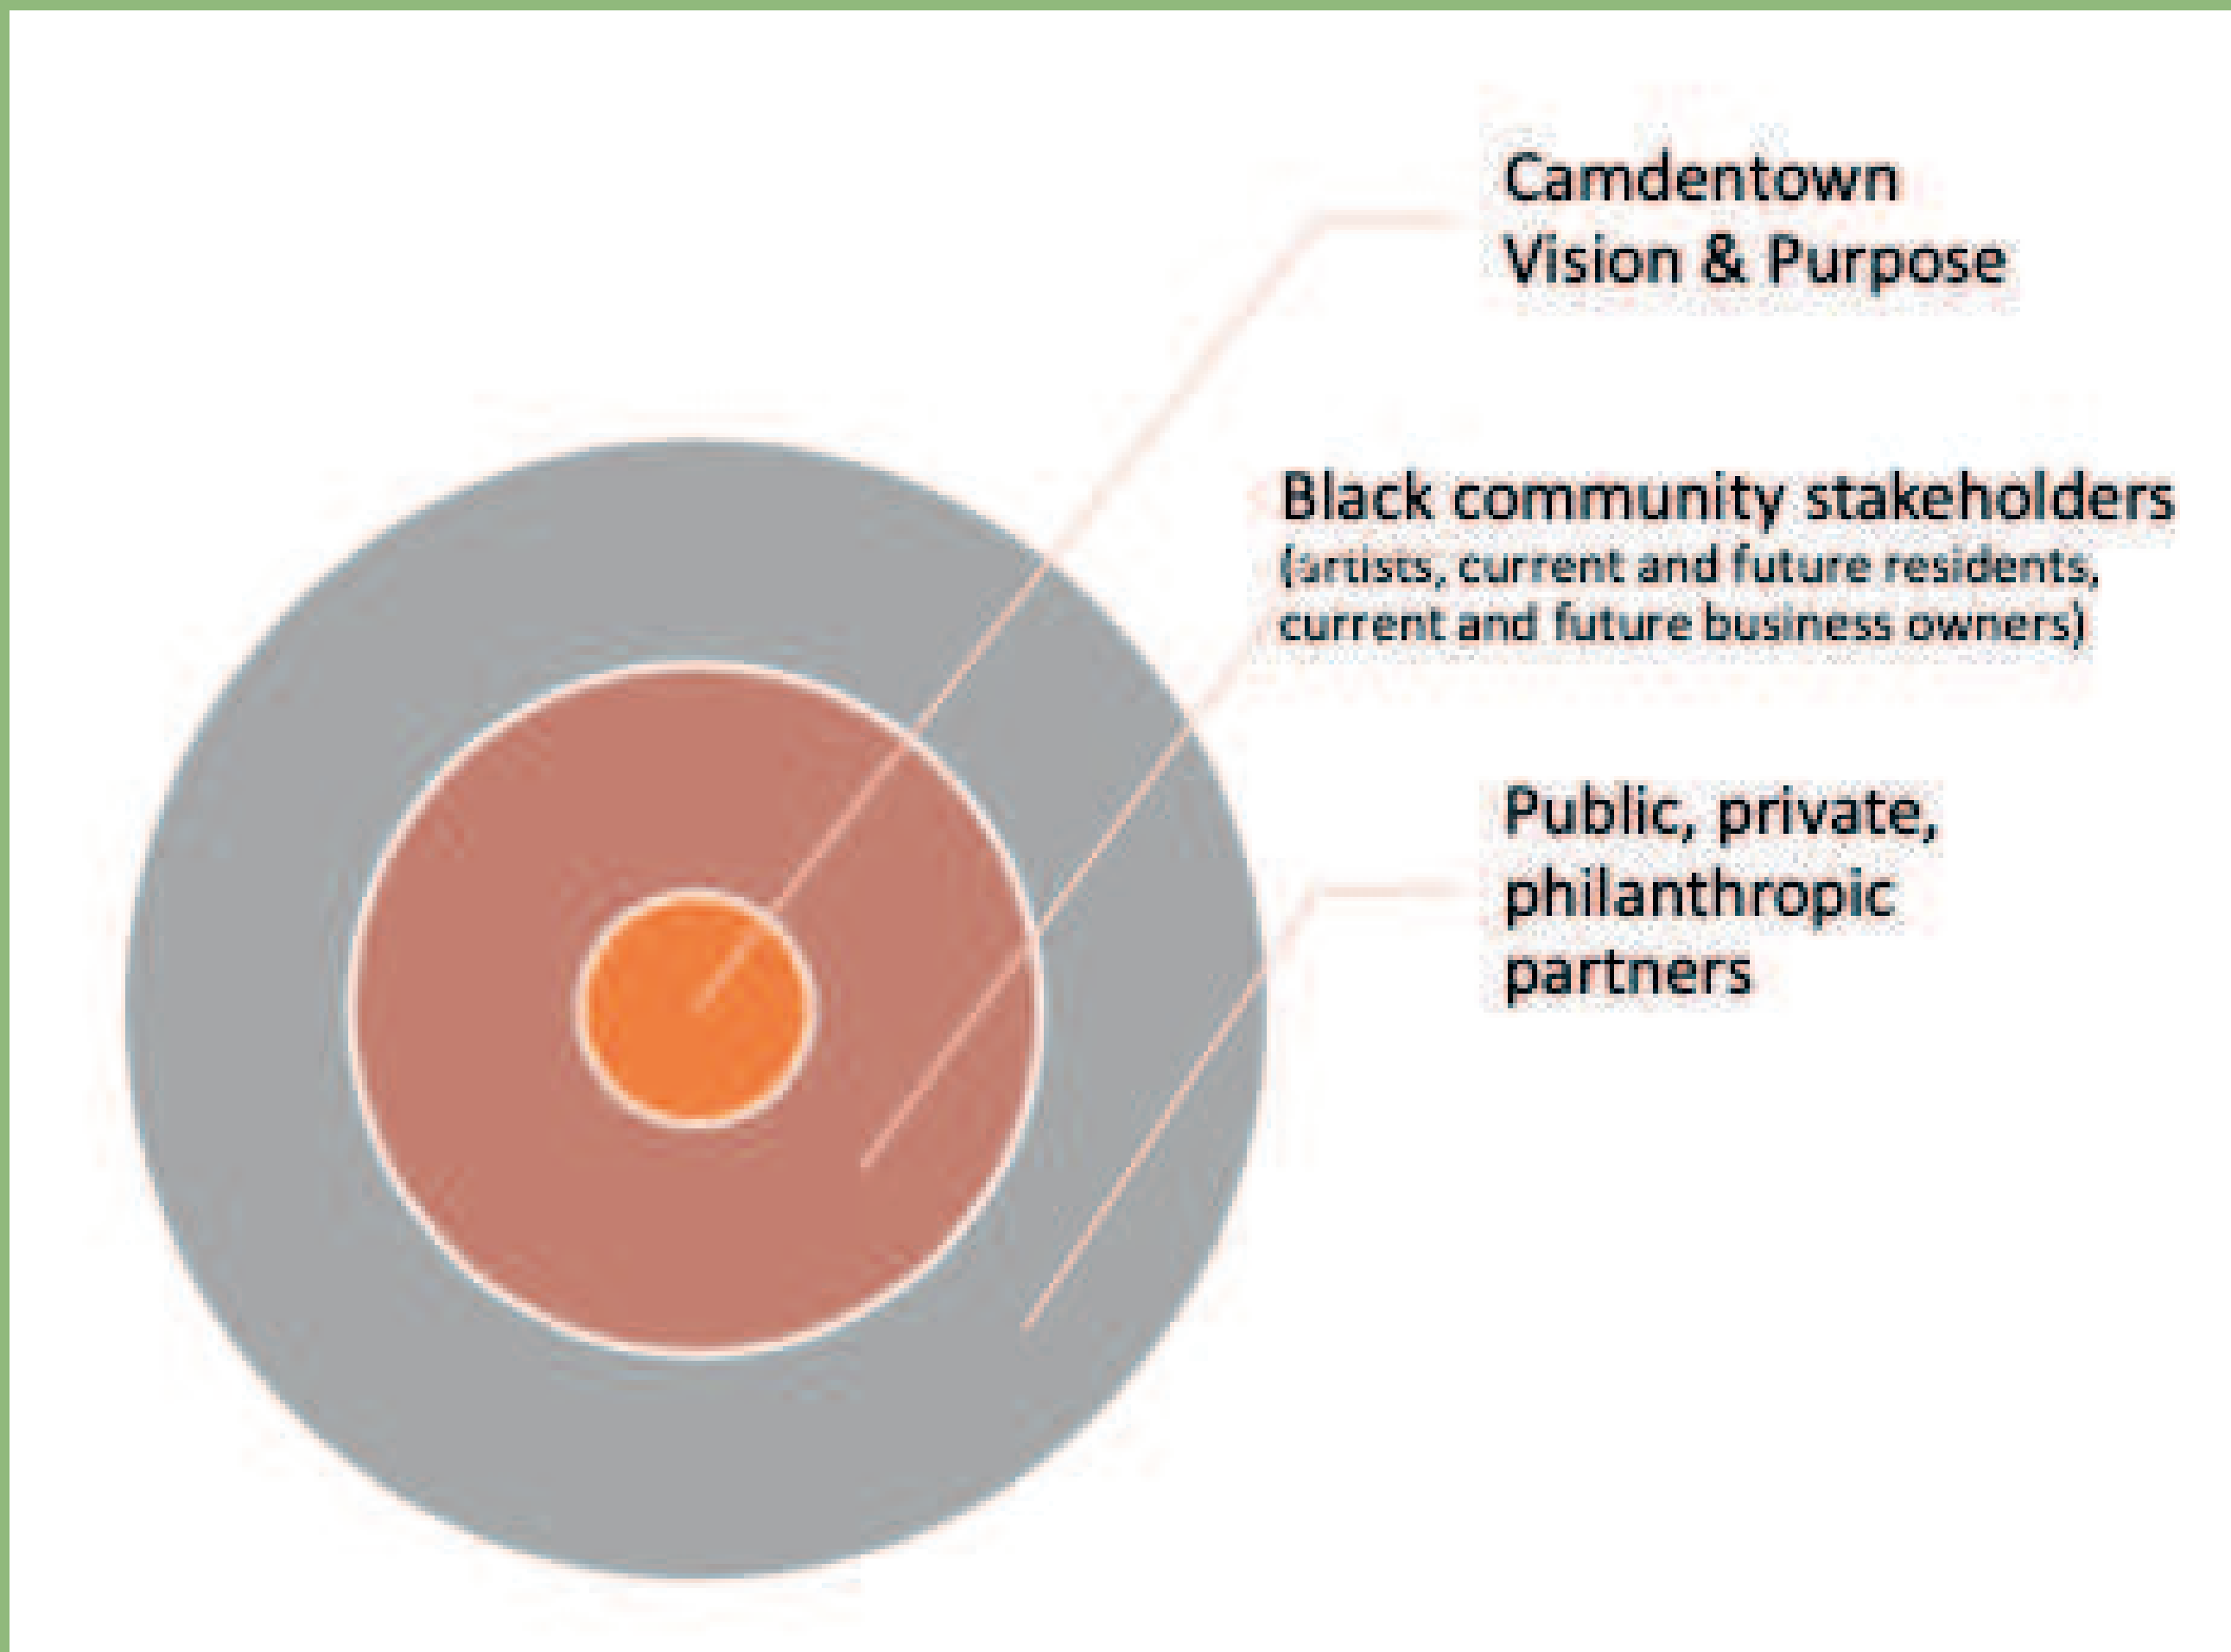 Camdentown
Vision & Purpose
Black community stakeholders
(artists, current and future residents,
current and future business owners)
Public, private,
philanthropic
partners